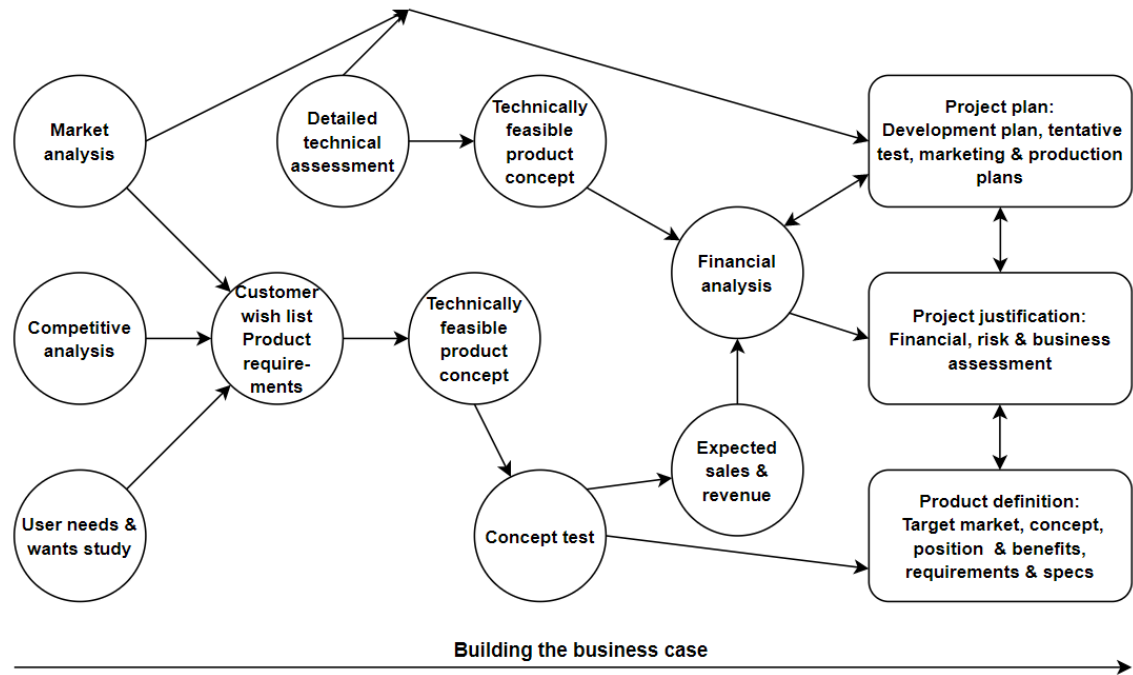 Market
analysis
Detailed
technical
assessment
Technically
feasible
product
concept
Project plan:
Development plan, tentative
test, marketing & production
plans
Financial
analysis
Competitive
analysis
Customer
wish list
Product
require-
ments
Technically
feasible
product
concept
Project justification:
Financial, risk & business
assessment
User needs &
wants study
Concept test
Expected
sales &
revenue
Product definition:
Target market, concept,
position & benefits,
requirements & specs
Building the business case